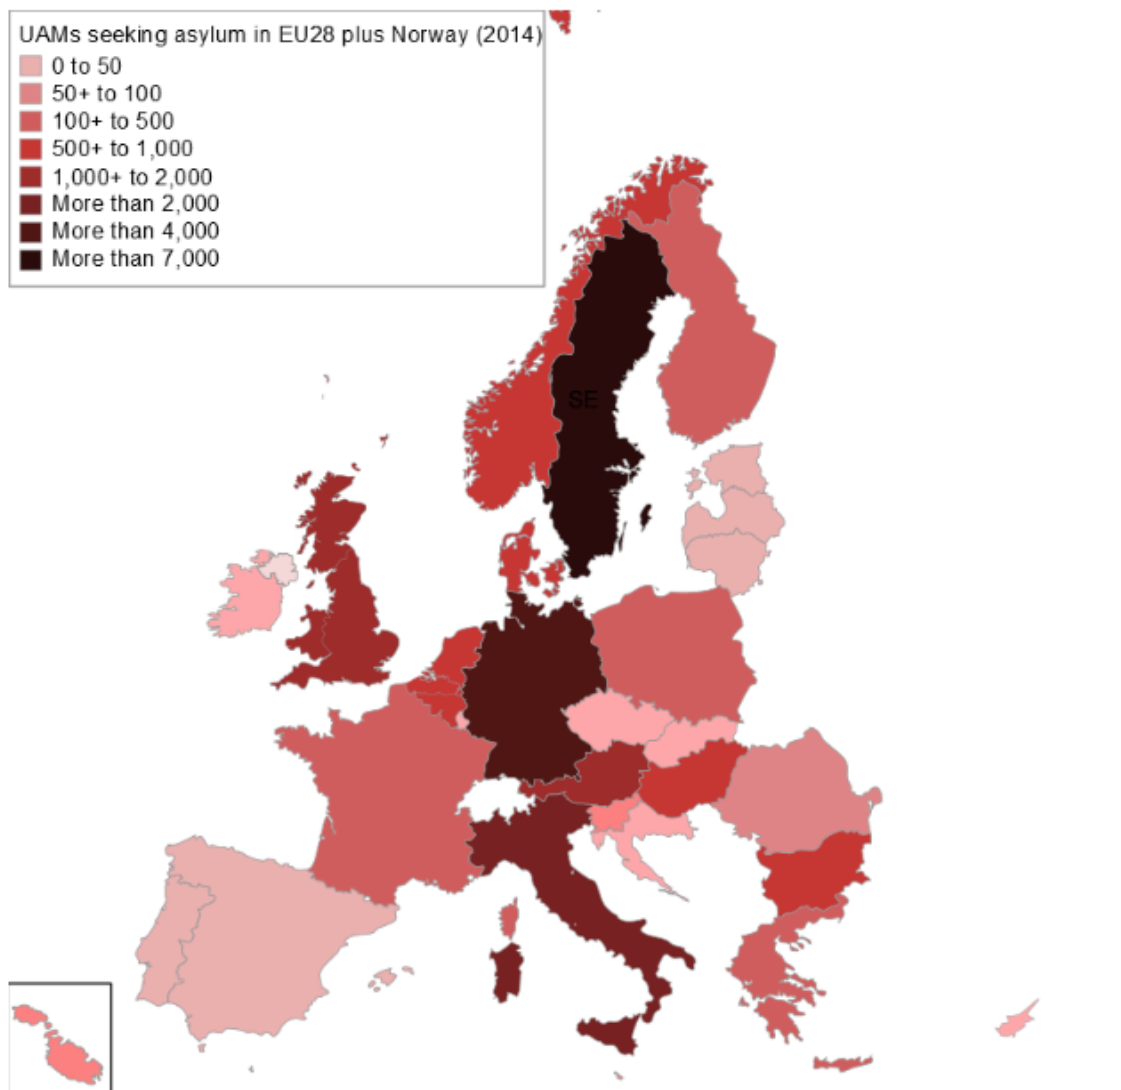 UAMs seeking asylum in EU28 plus Norway (2014)
0 to 50
50+ to 100
100+ to 500
500+ to 1,000
1,000+ to 2,000
More than 2,000
More than 4,000
More than 7,000
SE